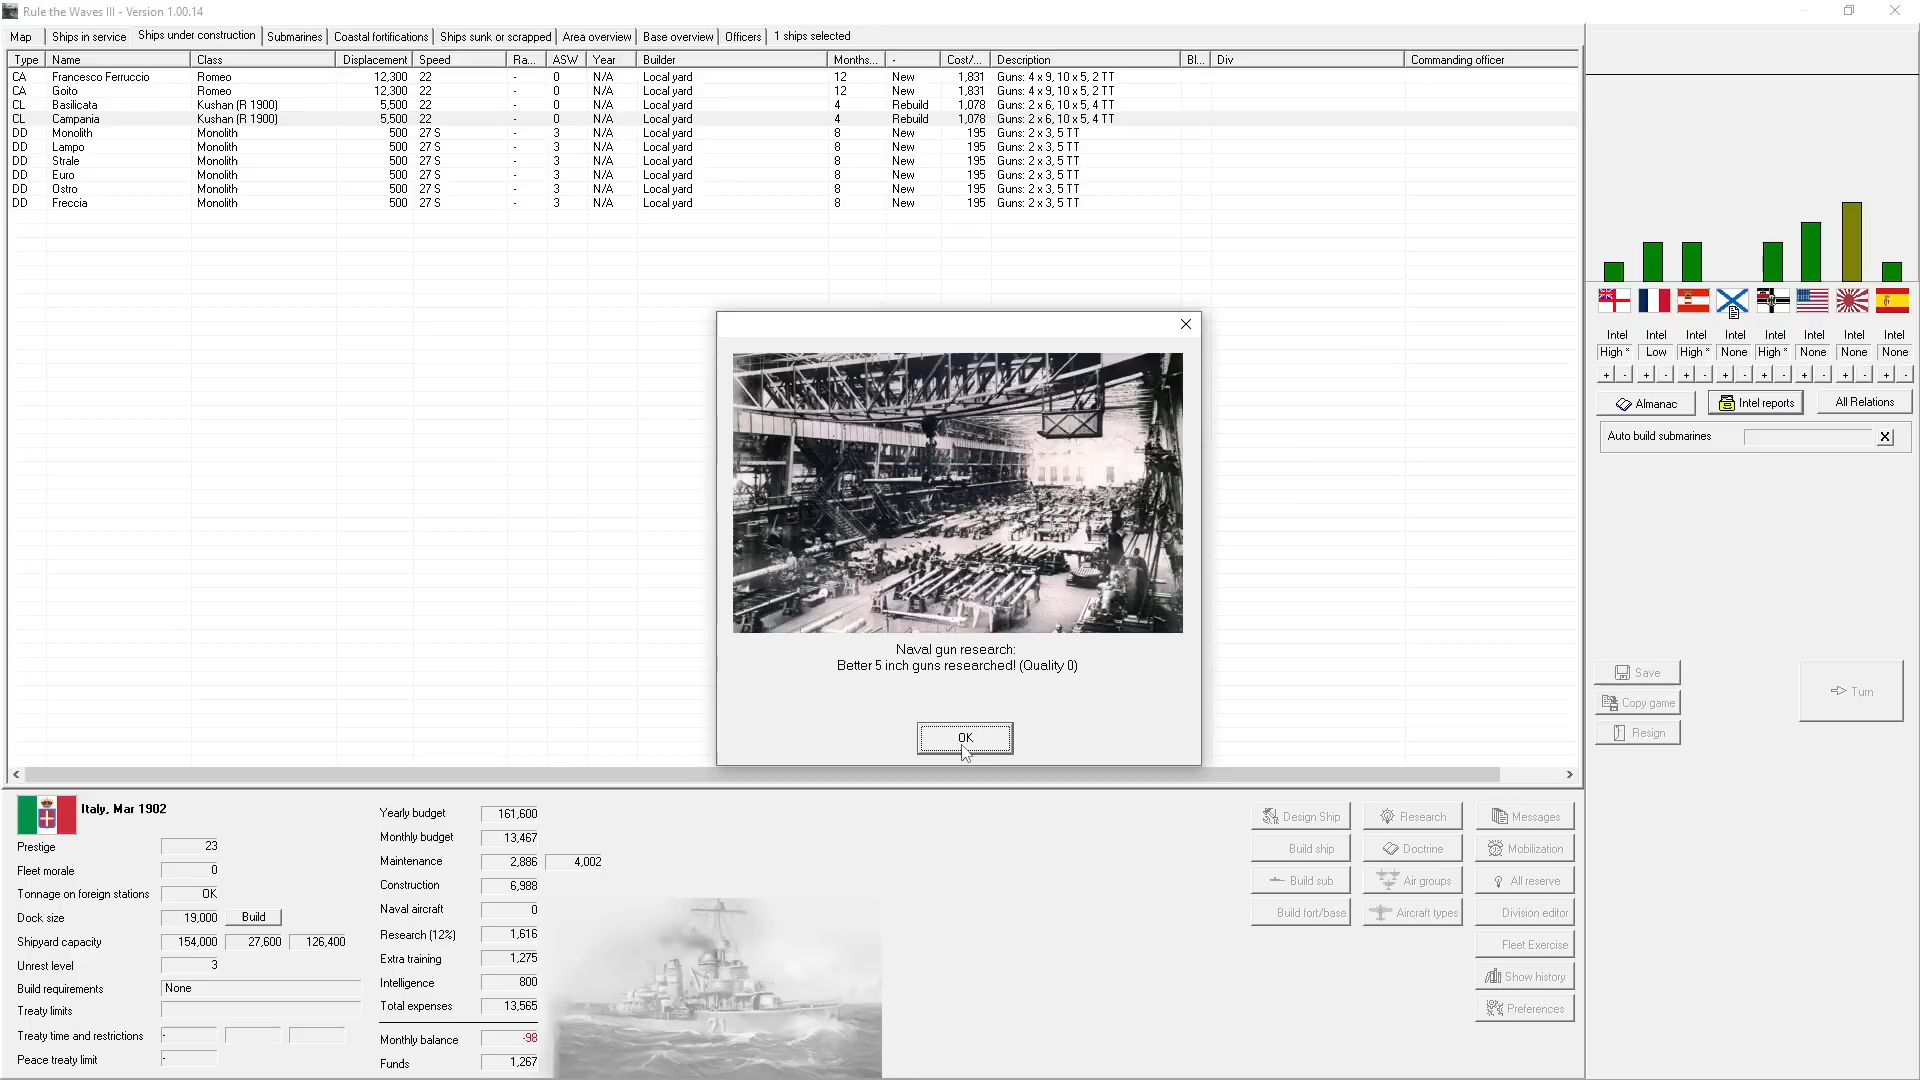 Rule the Waves III - Version 1.00.14
Map Ships in service Ships under construction Submarines Coastal fortifications Ships sunk or scrapped Area overview Base overview Officers 1 ships selected
Type Name Class Displacement Speed Ra... ASW Year Builder Months... - Cost/... Description Bl... Div Commanding officer
CA Francesco Ferruccio Romeo 12,300 22 - 0 N/A Local yard 12 New 1,831 Guns: 4 x 9, 10 x 5, 2 TT
CA Goito Romeo 12,300 22 - 0 N/A Local yard 12 New 1,831 Guns: 4 x 9, 10 x 5, 2 TT
CL Basilicata Kushan (R 1900) 5,500 22 - 0 N/A Local yard 4 Rebuild 1,078 Guns: 2 x 6, 10 x 5, 4 TT
CL Campania Kushan (R 1900) 5,500 22 - 0 N/A Local yard 4 Rebuild 1,078 Guns: 2 x 6, 10 x 5, 4 TT
DD Monolith Monolith 500 27 S - 3 N/A Local yard 8 New 195 Guns: 2 x 3, 5 TT
DD Lampo Monolith 500 27 S - 3 N/A Local yard 8 New 195 Guns: 2 x 3, 5 TT
DD Strale Monolith 500 27 S - 3 N/A Local yard 8 New 195 Guns: 2 x 3, 5 TT
DD Euro Monolith 500 27 S - 3 N/A Local yard 8 New 195 Guns: 2 x 3, 5 TT
DD Ostro Monolith 500 27 S - 3 N/A Local yard 8 New 195 Guns: 2 x 3, 5 TT
DD Freccia Monolith 500 27 S - 3 N/A Local yard 8 New 195 Guns: 2 x 3, 5 TT
Naval gun research:
Better 5 inch guns researched! (Quality 0)
OK
Intel Intel Intel Intel Intel Intel Intel Intel
High * Low High * None High * None None None
+ - + - + - + - + - + - + - + -
Almanac Intel reports All Relations
Auto build submarines X
Save
Copy game
Resign
Turn
Italy, Mar 1902
Prestige 23
Fleet morale 0
Tonnage on foreign stations OK
Dock size 19,000 Build
Shipyard capacity 154,000 27,600 126,400
Unrest level 3
Build requirements None
Treaty limits
Treaty time and restrictions -
Peace treaty limit -
Yearly budget 161,600
Monthly budget 13,467
Maintenance 2,886 4,002
Construction 6,988
Naval aircraft 0
Research (12%) 1,616
Extra training 1,275
Intelligence 800
Total expenses 13,565
Monthly balance -98
Funds 1,267
Design Ship Research Messages
Build ship Doctrine Mobilization
Build sub Air groups All reserve
Build fort/base Aircraft types Division editor
Fleet Exercise
Show history
Preferences